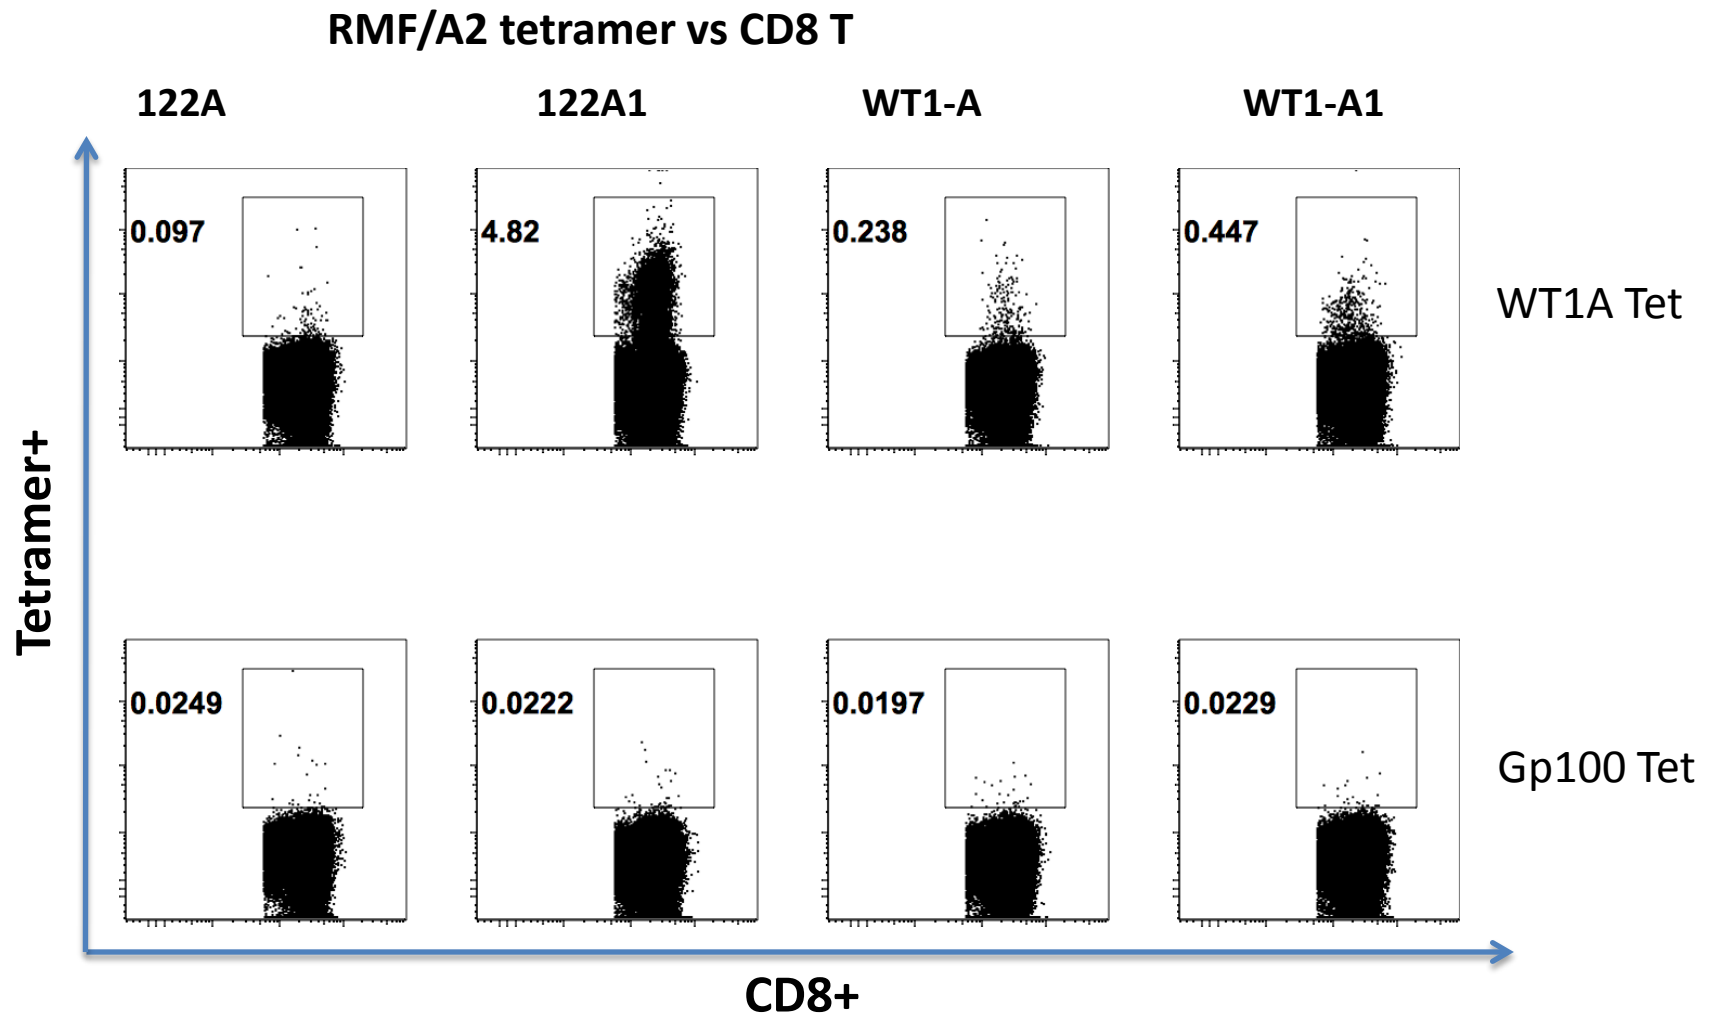 RMF/A2 tetramer vs CD8 T
122A 122A1 WT1-A WT1-A1
0.097 4.82 0.238 0.447
WT1A Tet
Tetramer+
0.0249 0.0222 0.0197 0.0229
Gp100 Tet
CD8+